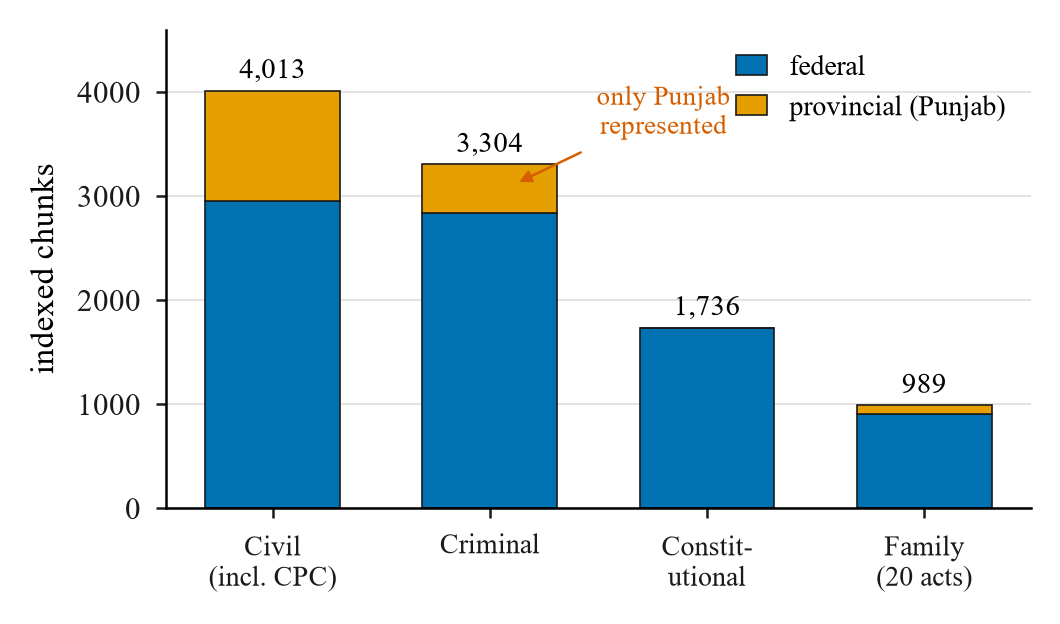 4,013
federal
4000
only Punjab
provincial (Punjab)
represented
3,304
3000
indexed chunks
2000
1,736
1000
989
0
Civil
(incl. CPC)
Criminal
Constit-
utional
Family
(20 acts)